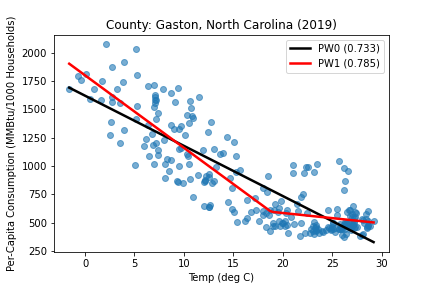 County: Gaston, North Carolina (2019)
Per-Capita Consumption (MMBtu/1000 Households)
2000
1750
1500
1250
1000
750
500
250
PW0 (0.733)
PW1 (0.785)
0 5 10 15 20 25 30
Temp (deg C)